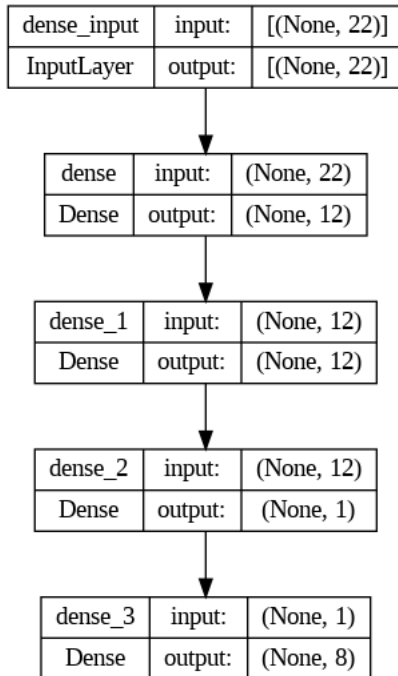 dense_input input: [(None, 22)]
InputLayer output: [(None, 22)]
dense input: (None, 22)
Dense output: (None, 12)
dense_1 input: (None, 12)
Dense output: (None, 12)
dense_2 input: (None, 12)
Dense output: (None, 1)
dense_3 input: (None, 1)
Dense output: (None, 8)